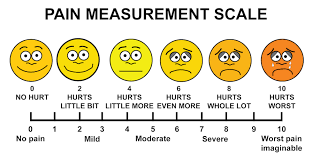 PAIN MEASUREMENT SCALE
0 2 4 6 8 10
NO HURT HURTS HURTS HURTS HURTS HURTS
LITTLE BIT LITTLE MORE EVEN MORE WHOLE LOT WORST
0 1 2 3 4 5 6 7 8 9 10
No pain Mild Moderate Severe Worst pain
imaginable